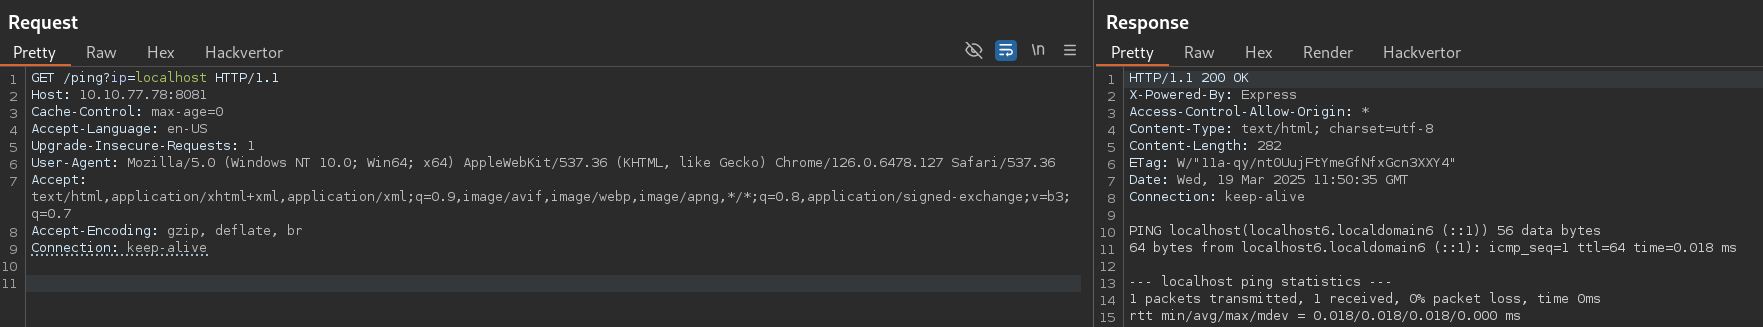 Request
Pretty Raw Hex Hackvertor \n
1 GET /ping?ip=localhost HTTP/1.1
2 Host: 10.10.77.78:8081
3 Cache-Control: max-age=0
4 Accept-Language: en-US
5 Upgrade-Insecure-Requests: 1
6 User-Agent: Mozilla/5.0 (Windows NT 10.0; Win64; x64) AppleWebKit/537.36 (KHTML, like Gecko) Chrome/126.0.6478.127 Safari/537.36
7 Accept:
text/html,application/xhtml+xml,application/xml;q=0.9,image/avif,image/webp,image/apng,*/*;q=0.8,application/signed-exchange;v=b3;
q=0.7
8 Accept-Encoding: gzip, deflate, br
9 Connection: keep-alive
10
11
Response
Pretty Raw Hex Render Hackvertor
1 HTTP/1.1 200 OK
2 X-Powered-By: Express
3 Access-Control-Allow-Origin: *
4 Content-Type: text/html; charset=utf-8
5 Content-Length: 282
6 ETag: W/"11a-qy/ntOUujFtYmeGfNfxGcn3XXY4"
7 Date: Wed, 19 Mar 2025 11:50:35 GMT
8 Connection: keep-alive
9
10 PING localhost(localhost6.localdomain6 (::1)) 56 data bytes
11 64 bytes from localhost6.localdomain6 (::1): icmp_seq=1 ttl=64 time=0.018 ms
12
13 --- localhost ping statistics ---
14 1 packets transmitted, 1 received, 0% packet loss, time 0ms
15 rtt min/avg/max/mdev = 0.018/0.018/0.018/0.000 ms